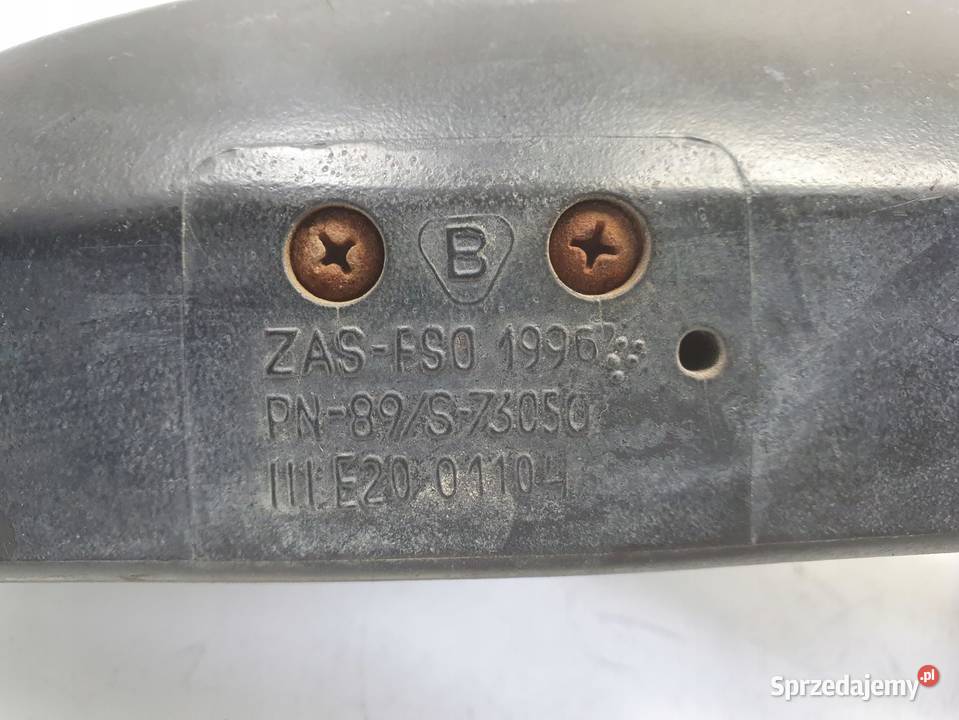 B
ZAS-FSO 1996
PN-89/S-73050
III E20 01104
Sprzedajemy.pl